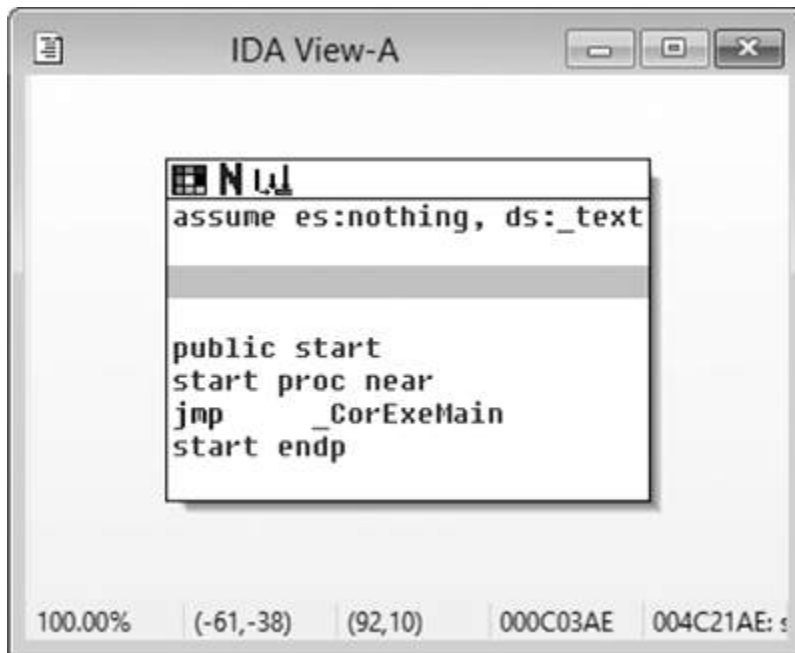 IDA View-A
assume es:nothing, ds:_text
public start
start proc near
jmp _CorExeMain
start endp
100.00% (-61,-38) (92,10) 000C03AE 004C21AE: